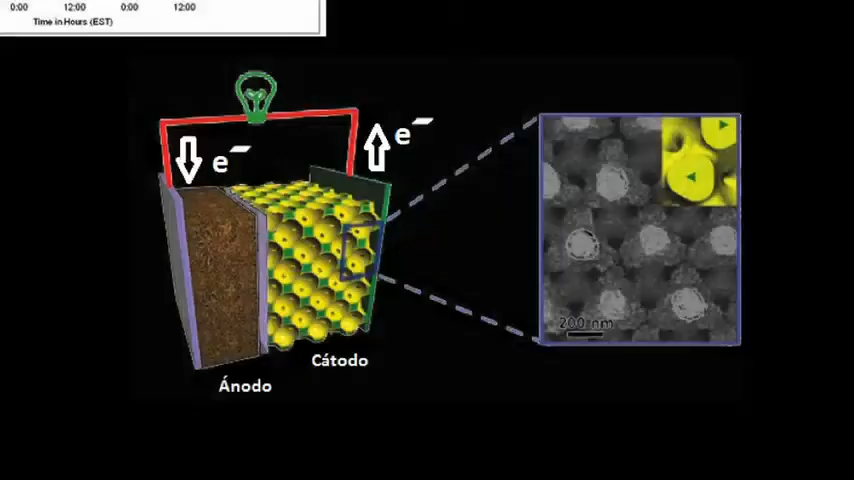 0:00 12:00 0:00 12:00
Time in Hours (EST)
e⁻
e⁻
200 nm
Cátodo
Ánodo